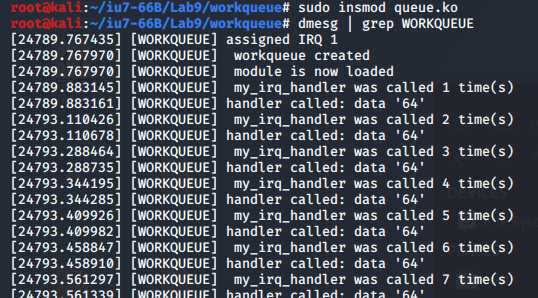 root@kali:~/iu7-66B/Lab9/workqueue# sudo insmod queue.ko
root@kali:~/iu7-66B/Lab9/workqueue# dmesg | grep WORKQUEUE
[24789.767435] [WORKQUEUE] assigned IRQ 1
[24789.767970] [WORKQUEUE]  workqueue created
[24789.767970] [WORKQUEUE]  module is now loaded
[24789.883145] [WORKQUEUE]  my_irq_handler was called 1 time(s)
[24789.883161] [WORKQUEUE] handler called: data '64'
[24793.110426] [WORKQUEUE]  my_irq_handler was called 2 time(s)
[24793.110678] [WORKQUEUE] handler called: data '64'
[24793.288464] [WORKQUEUE]  my_irq_handler was called 3 time(s)
[24793.288735] [WORKQUEUE] handler called: data '64'
[24793.344195] [WORKQUEUE]  my_irq_handler was called 4 time(s)
[24793.344285] [WORKQUEUE] handler called: data '64'
[24793.409926] [WORKQUEUE]  my_irq_handler was called 5 time(s)
[24793.409982] [WORKQUEUE] handler called: data '64'
[24793.458847] [WORKQUEUE]  my_irq_handler was called 6 time(s)
[24793.458910] [WORKQUEUE] handler called: data '64'
[24793.561297] [WORKQUEUE]  my_irq_handler was called 7 time(s)
[24793.561339] [WORKQUEUE] handler called: data '64'